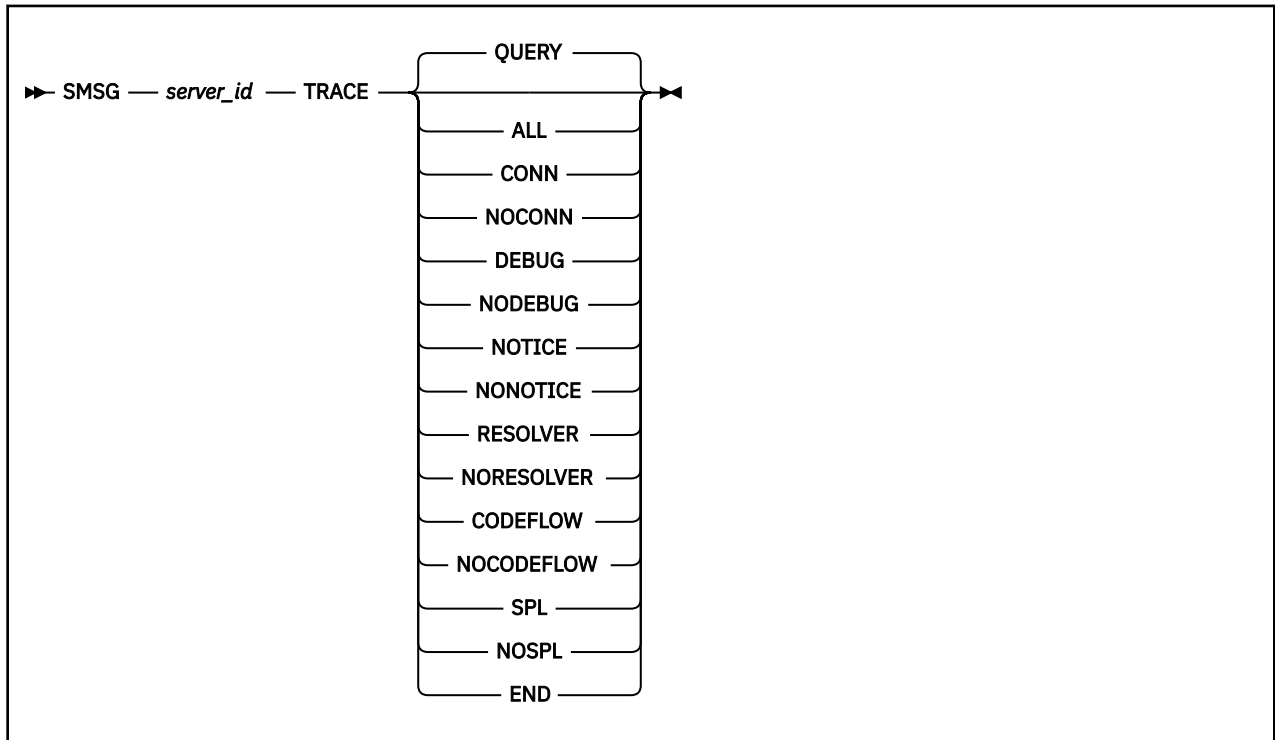 QUERY
SMSG server_id TRACE
ALL
CONN
NOCONN
DEBUG
NODEBUG
NOTICE
NONOTICE
RESOLVER
NORESOLVER
CODEFLOW
NOCODEFLOW
SPL
NOSPL
END